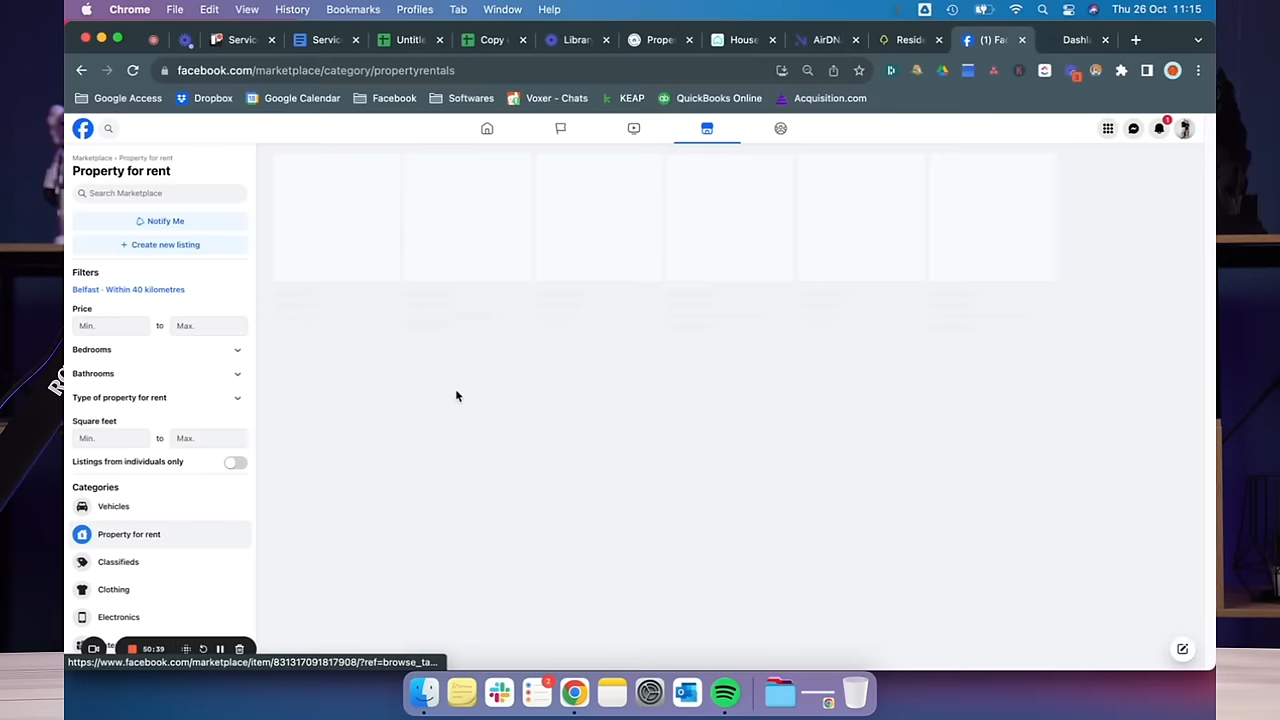 Chrome File Edit View History Bookmarks Profiles Tab Window Help Thu 26 Oct 11:15
Servic Servic Untitle Copy Librar Prope House AirDN Reside (1) Fac Dashl
facebook.com/marketplace/category/propertyrentals
Google Access Dropbox Google Calendar Facebook Softwares Voxer - Chats KEAP QuickBooks Online Acquisition.com
1
Marketplace › Property for rent
Property for rent
Search Marketplace
Notify Me
+ Create new listing
Filters
Belfast · Within 40 kilometres
Price
Min. to Max.
Bedrooms
Bathrooms
Type of property for rent
Square feet
Min. to Max.
Listings from individuals only
Categories
Vehicles
Property for rent
Classifieds
Clothing
Electronics
50:39
https://www.facebook.com/marketplace/item/831317091817908/?ref=browse_ta...
2